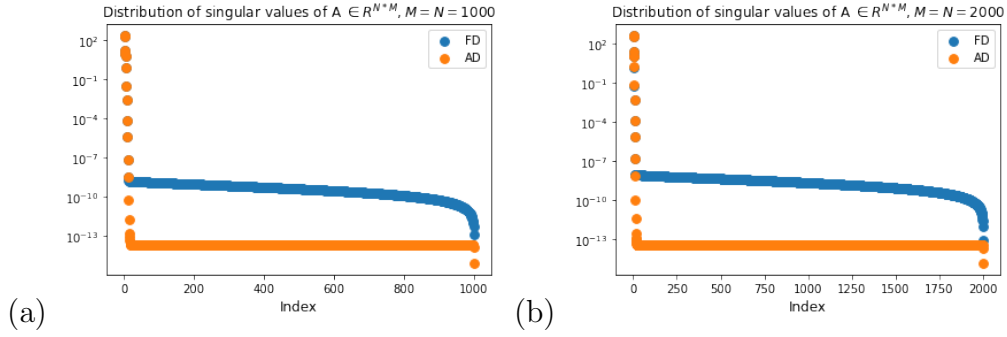 Distribution of singular values of A ∈ R^{N*M}, M = N = 1000
10^2
10^{-1}
10^{-4}
10^{-7}
10^{-10}
10^{-13}
FD
AD
0
200
400
600
800
1000
Index
(a)
Distribution of singular values of A ∈ R^{N*M}, M = N = 2000
10^2
10^{-1}
10^{-4}
10^{-7}
10^{-10}
10^{-13}
FD
AD
0
250
500
750
1000
1250
1500
1750
2000
Index
(b)